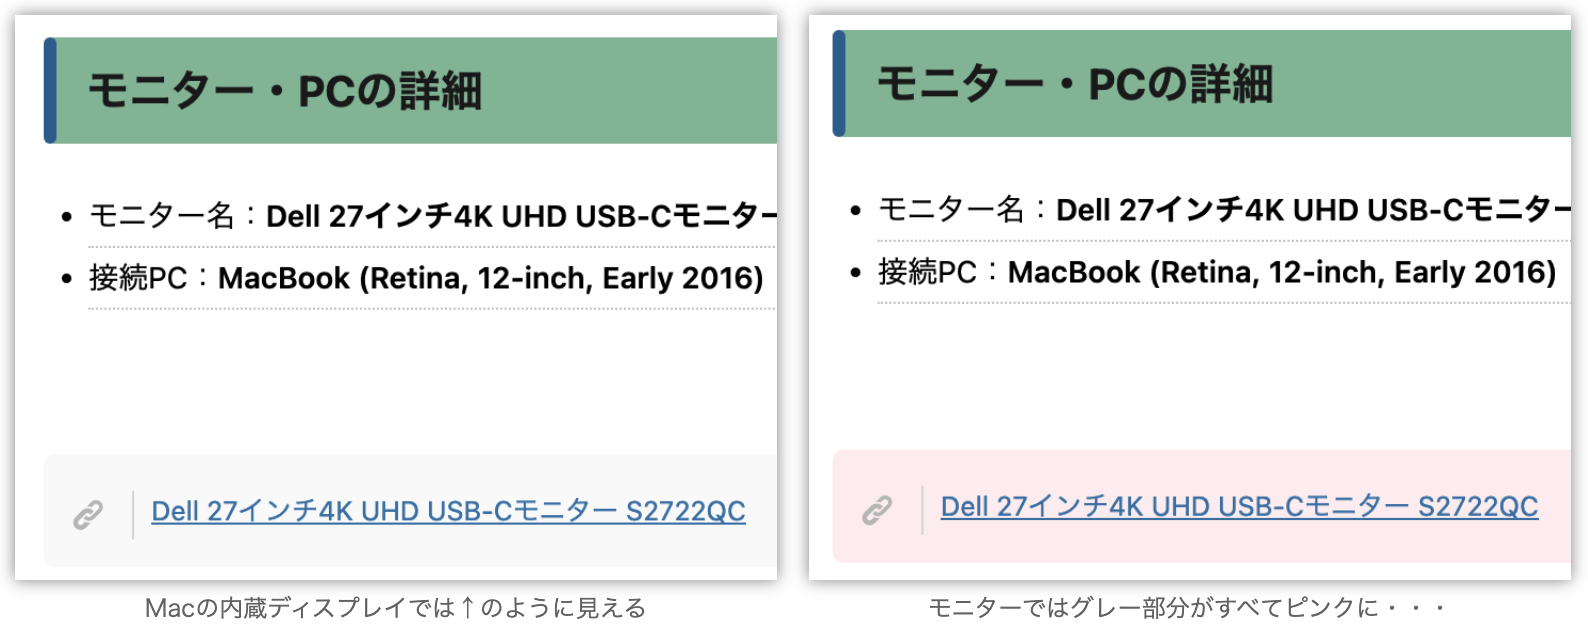 モニター・PCの詳細
• モニター名：Dell 27インチ4K UHD USB-Cモニター
• 接続PC：MacBook (Retina, 12-inch, Early 2016)
Dell 27インチ4K UHD USB-Cモニター S2722QC
Macの内蔵ディスプレイでは↑のように見える
モニター・PCの詳細
• モニター名：Dell 27インチ4K UHD USB-Cモニター
• 接続PC：MacBook (Retina, 12-inch, Early 2016)
Dell 27インチ4K UHD USB-Cモニター S2722QC
モニターではグレー部分がすべてピンクに・・・